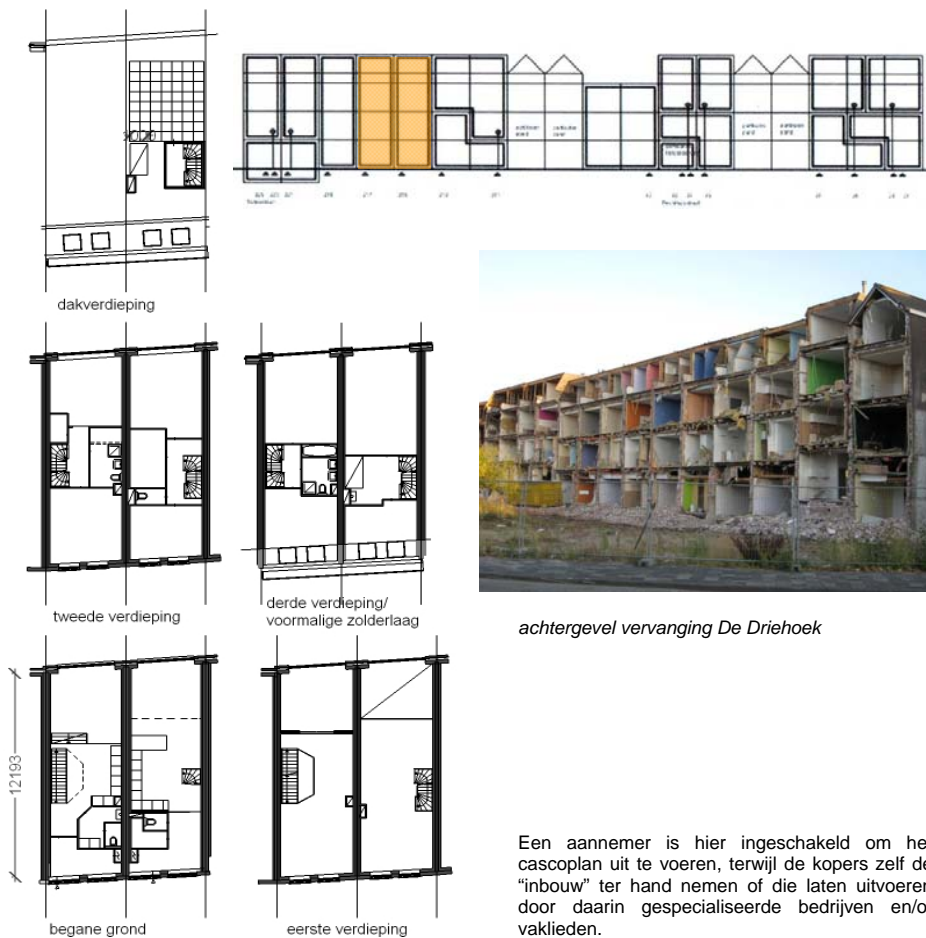 dakverdieping
tweede verdieping
derde verdieping/
voormalige zolderlaag
achtergevel vervanging De Driehoek
12193
begane grond
eerste verdieping
Een aannemer is hier ingeschakeld om he
cascoplan uit te voeren, terwijl de kopers zelf de
“inbouw” ter hand nemen of die laten uitvoeren
door daarin gespecialiseerde bedrijven en/o
vaklieden.